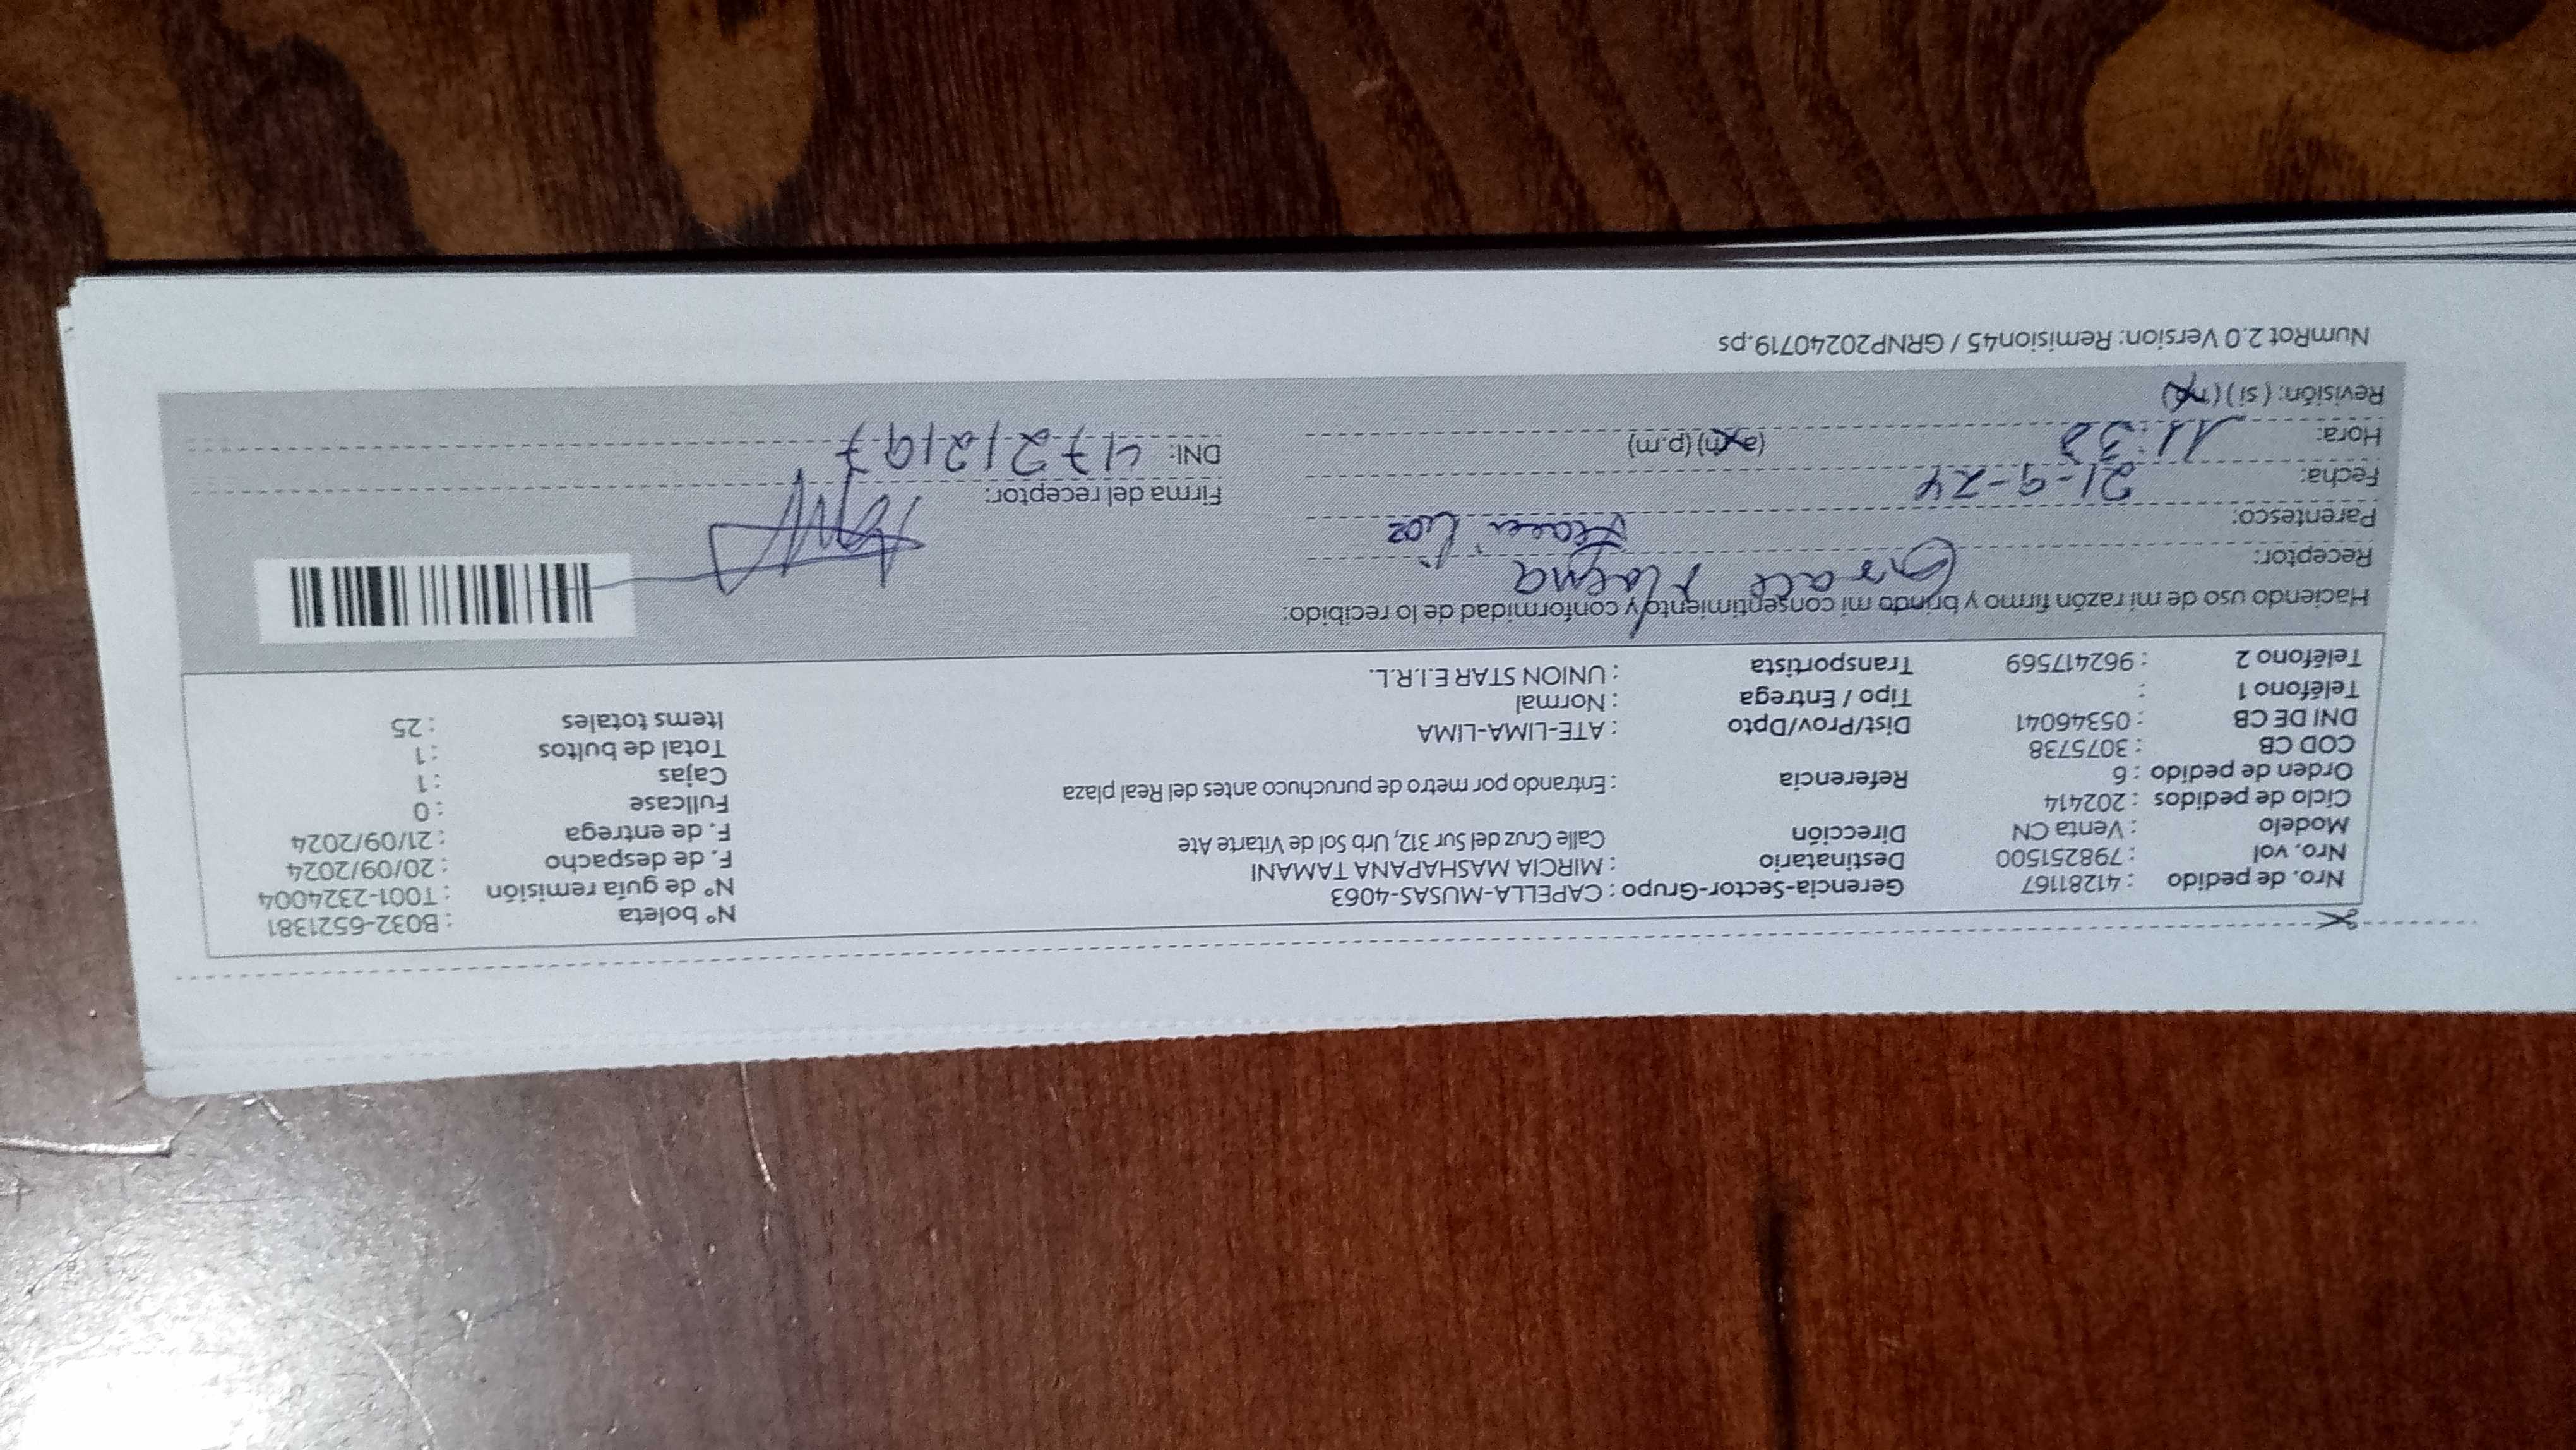 Nro. de pedido : 41281167
Nro. vol : 798251500
Modelo : Venta CN
Ciclo de pedidos : 202414
Orden de pedido : 6
COD CB : 3075738
DNI DE CB : 05346041
Teléfono 1 :
Teléfono 2 : 962417569
Gerencia-Sector-Grupo : CAPELLA-MUSAS-4063
Destinatario : MIRCIA MASHAPANA TAMANI
Dirección Calle Cruz del Sur 312, Urb Sol de Vitarte Ate
Referencia : Entrando por metro de puruchuco antes del Real plaza
Dist/Prov/Dpto : ATE-LIMA-LIMA
Tipo / Entrega : Normal
Transportista : UNION STAR E.I.R.L.
N° boleta : B032-6521381
N° de guía remisión : T001-2324004
F. de despacho : 20/09/2024
F. de entrega : 21/09/2024
Fullcase : 0
Cajas : 1
Total de bultos : 1
Items totales : 25
Haciendo uso de mi razón firmo y brindo mi consentimiento y conformidad de lo recibido:
Receptor: Grace
Parentesco:
Fecha: 21-9-24
Hora: 11:30 (a.m) (p.m)
Revisión: ( si ) ( no )
Firma del receptor:
DNI: 41721217
NumRot 2.0 Version: Remision45 / GRNP20240719.ps